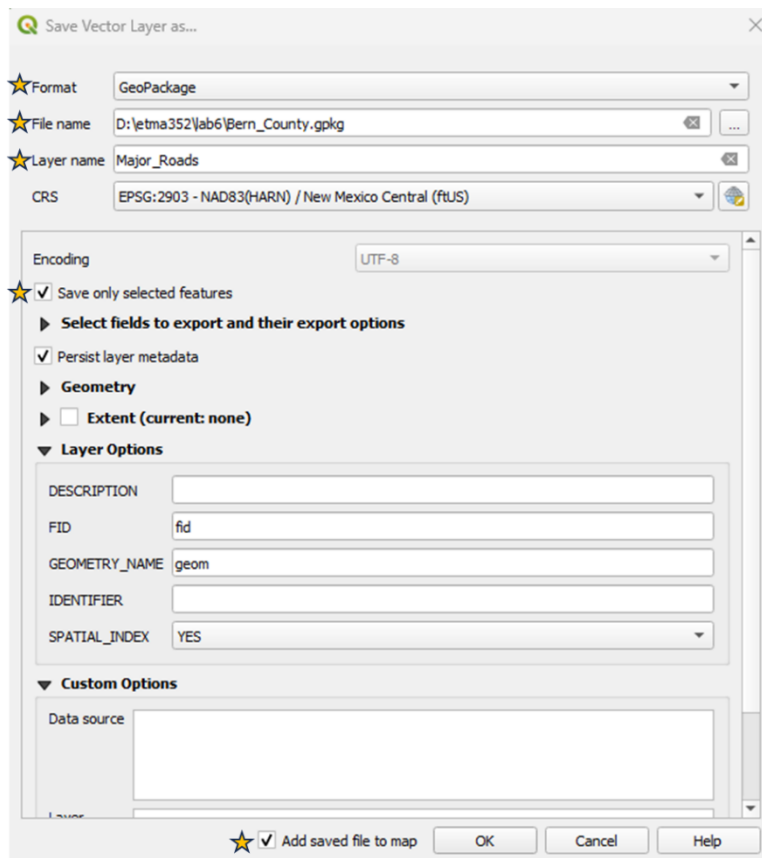 Save Vector Layer as...
Format GeoPackage
File name D:\etma352\lab6\Bern_County.gpkg ...
Layer name Major_Roads
CRS EPSG:2903 - NAD83(HARN) / New Mexico Central (ftUS)
Encoding UTF-8
Save only selected features
Select fields to export and their export options
Persist layer metadata
Geometry
Extent (current: none)
Layer Options
DESCRIPTION
FID fid
GEOMETRY_NAME geom
IDENTIFIER
SPATIAL_INDEX YES
Custom Options
Data source
Add saved file to map OK Cancel Help